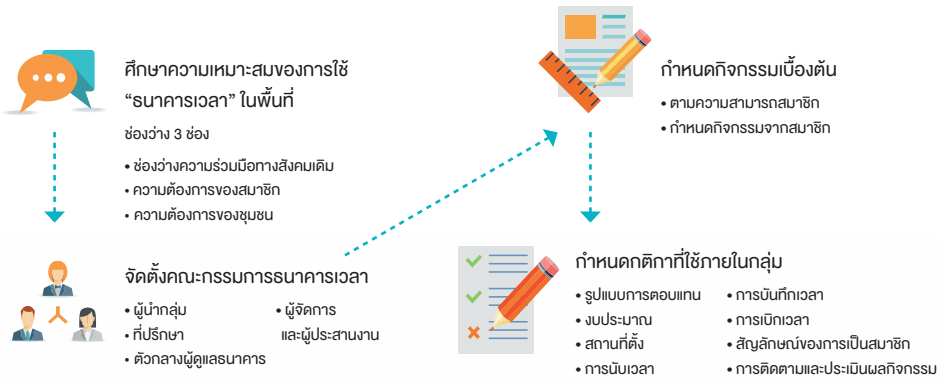 ศึกษาความเหมาะสมของการใช้
“ธนาคารเวลา” ในพื้นที่
ช่องว่าง 3 ช่อง
• ช่องว่างความร่วมมือทางสังคมเดิม
• ความต้องการของสมาชิก
• ความต้องการของชุมชน
จัดตั้งคณะกรรมการธนาคารเวลา
• ผู้นำกลุ่ม
• ที่ปรึกษา
• ตัวกลางผู้ดูแลธนาคาร
• ผู้จัดการ
และผู้ประสานงาน
กำหนดกิจกรรมเบื้องต้น
• ตามความสามารถสมาชิก
• กำหนดกิจกรรมจากสมาชิก
กำหนดกติกาที่ใช้ภายในกลุ่ม
• รูปแบบการตอบแทน
• งบประมาณ
• สถานที่ตั้ง
• การนับเวลา
• การบันทึกเวลา
• การเบิกเวลา
• สัญลักษณ์ของการเป็นสมาชิก
• การติดตามและประเมินผลกิจกรรม